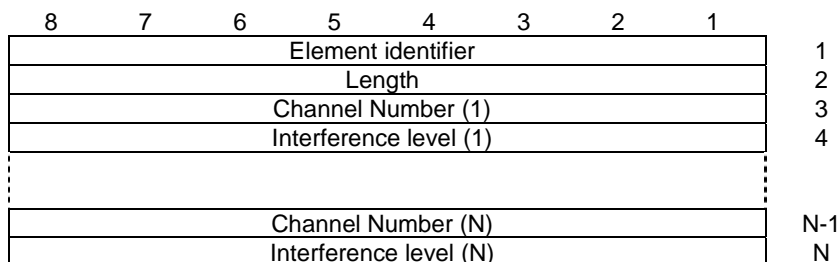 8 7 6 5 4 3 2 1
Element identifier 1
Length 2
Channel Number (1) 3
Interference level (1) 4
Channel Number (N) N-1
Interference level (N) N